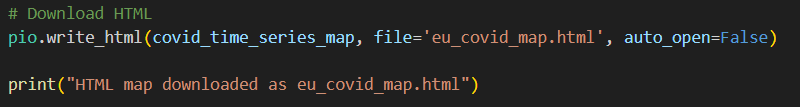 # Download HTML
pio.write_html(covid_time_series_map, file='eu_covid_map.html', auto_open=False)
print("HTML map downloaded as eu_covid_map.html")